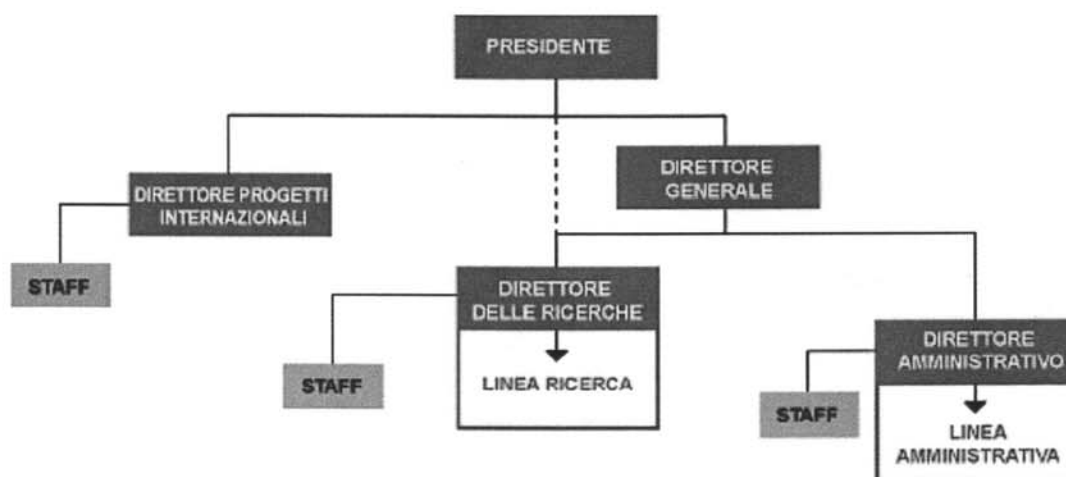 PRESIDENTE
DIRETTORE
GENERALE
DIRETTORE PROGETTI
INTERNAZIONALI
STAFF
DIRETTORE
DELLE RICERCHE
LINEA RICERCA
STAFF
DIRETTORE
AMMINISTRATIVO
STAFF
LINEA
AMMINISTRATIVA